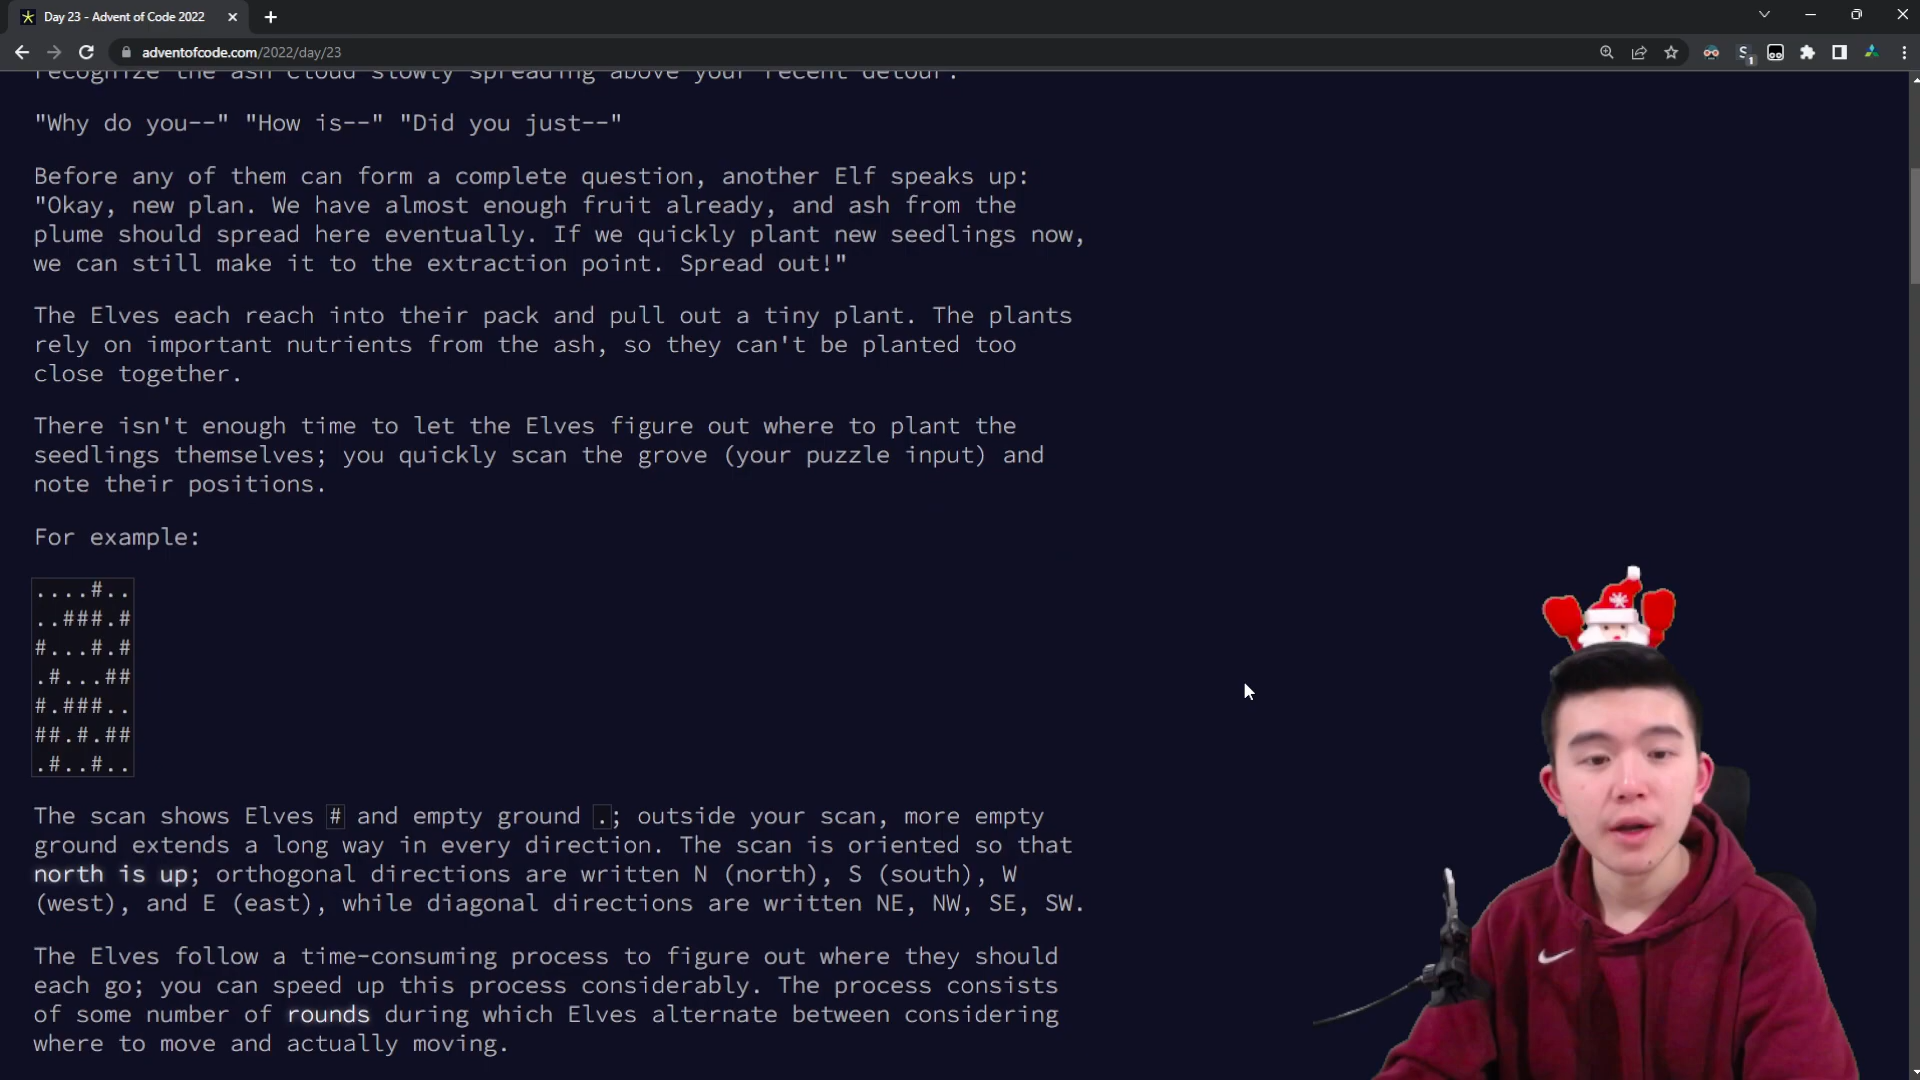 Day 23 - Advent of Code 2022
adventofcode.com/2022/day/23
recognize the ash cloud slowly spreading above your recent detour.
"Why do you--" "How is--" "Did you just--"
Before any of them can form a complete question, another Elf speaks up:
"Okay, new plan. We have almost enough fruit already, and ash from the
plume should spread here eventually. If we quickly plant new seedlings now,
we can still make it to the extraction point. Spread out!"
The Elves each reach into their pack and pull out a tiny plant. The plants
rely on important nutrients from the ash, so they can't be planted too
close together.
There isn't enough time to let the Elves figure out where to plant the
seedlings themselves; you quickly scan the grove (your puzzle input) and
note their positions.
For example:
....#..
..###.#
#...#.#
.#...##
#.###..
##.#.##
.#..#..
The scan shows Elves # and empty ground .; outside your scan, more empty
ground extends a long way in every direction. The scan is oriented so that
north is up; orthogonal directions are written N (north), S (south), W
(west), and E (east), while diagonal directions are written NE, NW, SE, SW.
The Elves follow a time-consuming process to figure out where they should
each go; you can speed up this process considerably. The process consists
of some number of rounds during which Elves alternate between considering
where to move and actually moving.